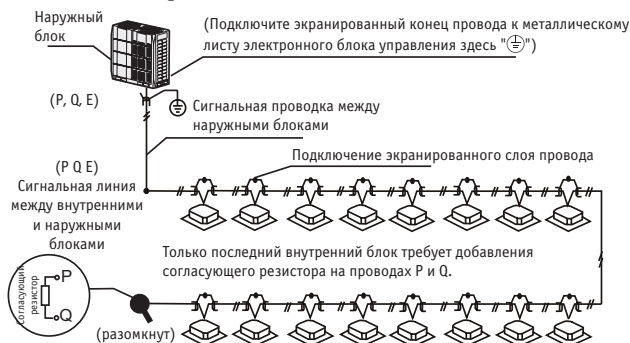 Наружный
блок
(Подключите экранированный конец провода к металлическому
листу электронного блока управления здесь "⏚")
(P, Q, E)
Сигнальная проводка между
наружными блоками
Подключение экранированного слоя провода
(P Q E)
Сигнальная линия
между внутренними
и наружными
блоками
Только последний внутренний блок требует добавления
согласующего резистора на проводах P и Q.
Согласующий
резистор
P
Q
(разомкнут)